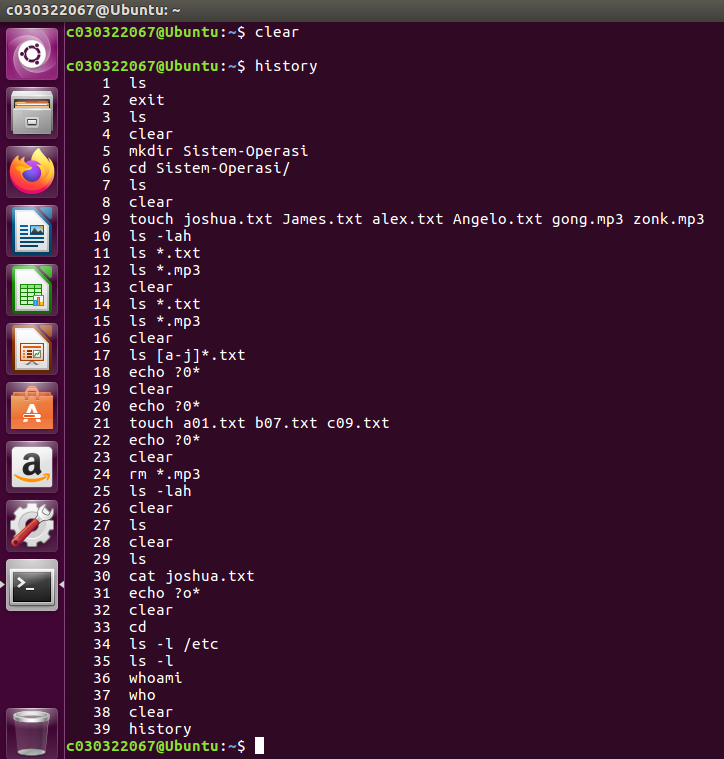 c030322067@Ubuntu: ~
c030322067@Ubuntu:~$ clear
c030322067@Ubuntu:~$ history
1 ls
2 exit
3 ls
4 clear
5 mkdir Sistem-Operasi
6 cd Sistem-Operasi/
7 ls
8 clear
9 touch joshua.txt James.txt alex.txt Angelo.txt gong.mp3 zonk.mp3
10 ls -lah
11 ls *.txt
12 ls *.mp3
13 clear
14 ls *.txt
15 ls *.mp3
16 clear
17 ls [a-j]*.txt
18 echo ?0*
19 clear
20 echo ?0*
21 touch a01.txt b07.txt c09.txt
22 echo ?0*
23 clear
24 rm *.mp3
25 ls -lah
26 clear
27 ls
28 clear
29 ls
30 cat joshua.txt
31 echo ?o*
32 clear
33 cd
34 ls -l /etc
35 ls -l
36 whoami
37 who
38 clear
39 history
c030322067@Ubuntu:~$